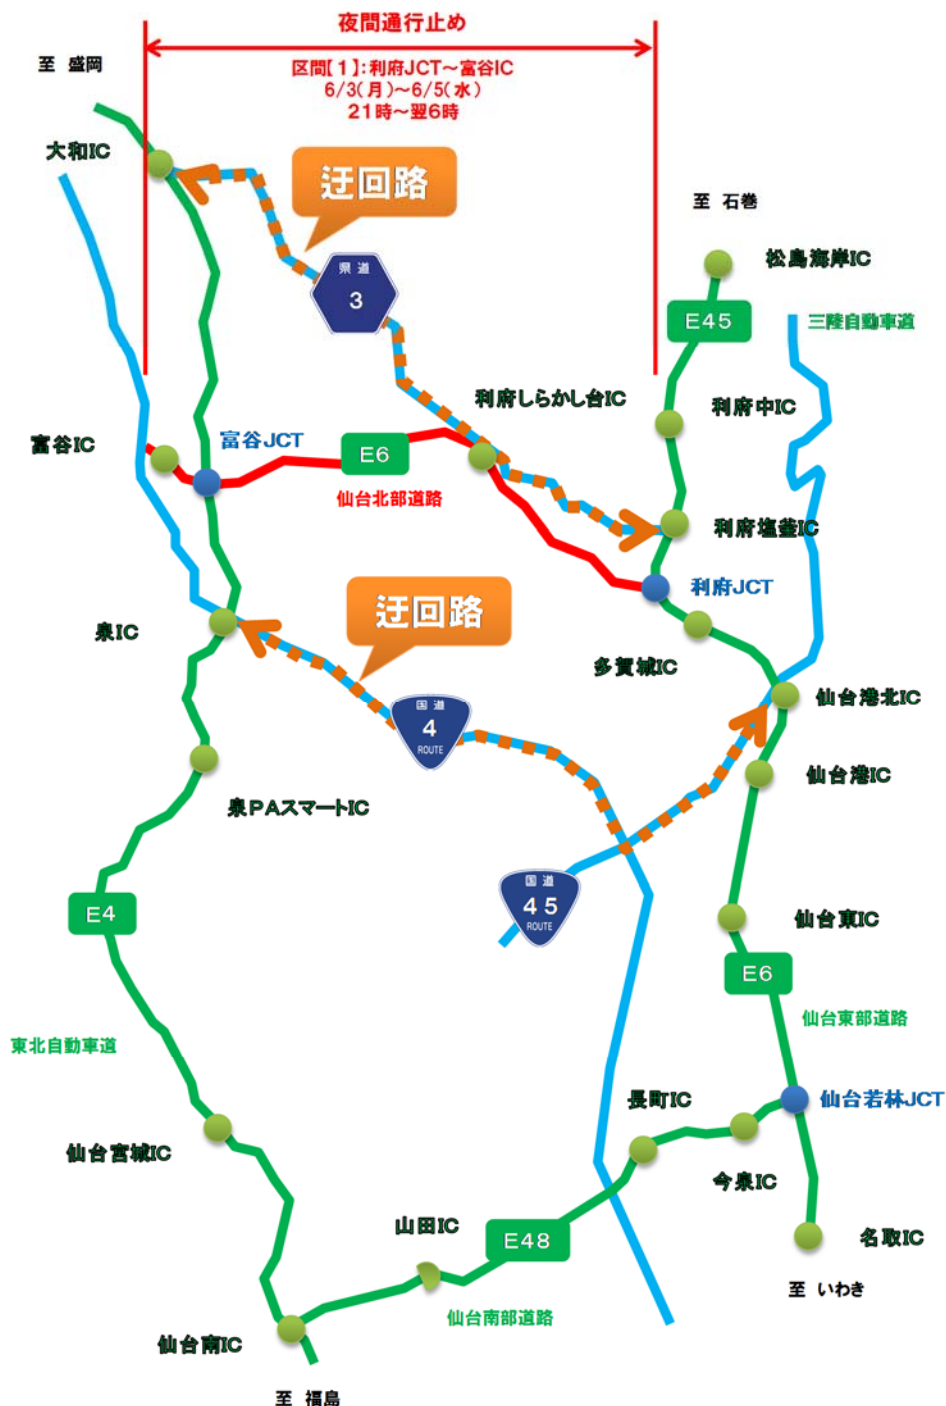 夜間通行止め
至 盛岡
区間【1】:利府JCT～富谷IC
6/3(月)～6/5(水)
21時～翌6時
大和IC
迂回路
至 石巻
松島海岸IC
県道
3
E45
三陸自動車道
利府しらかし台IC
利府中IC
富谷IC
富谷JCT
E6
仙台北部道路
利府塩釜IC
利府JCT
迂回路
泉IC
多賀城IC
仙台港北IC
国道
4
ROUTE
仙台港IC
泉PAスマートIC
国道
45
ROUTE
E4
仙台東IC
E6
仙台東部道路
東北自動車道
長町IC
仙台若林JCT
仙台宮城IC
今泉IC
山田IC
E48
名取IC
至 いわき
仙台南部道路
仙台南IC
至 福島